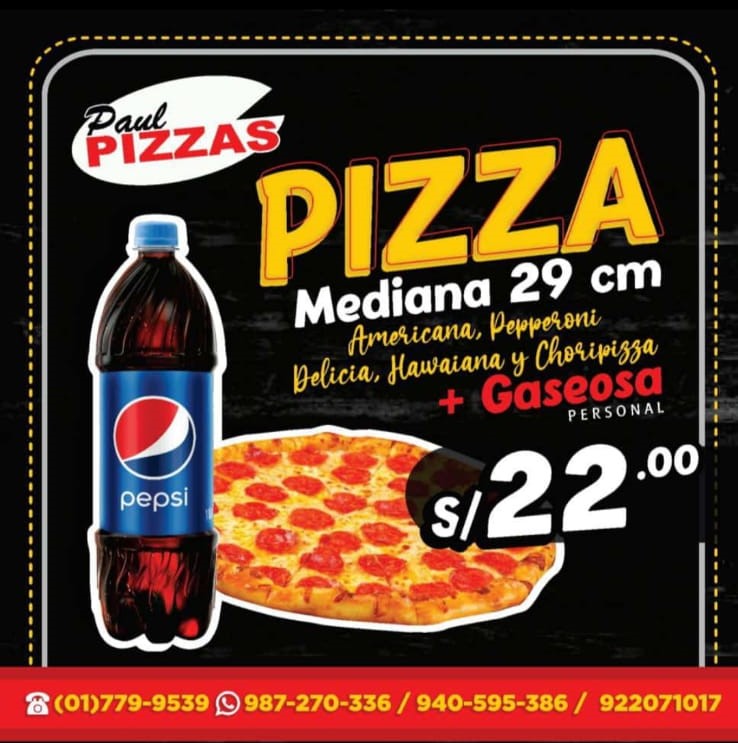 Paul
PIZZAS
PIZZA
Mediana 29 cm
Americana, Pepperoni
Delicia, Hawaiana y Choripizza
+ Gaseosa
PERSONAL
S/22.00
pepsi
(01)779-9539 987-270-336 / 940-595-386 / 922071017